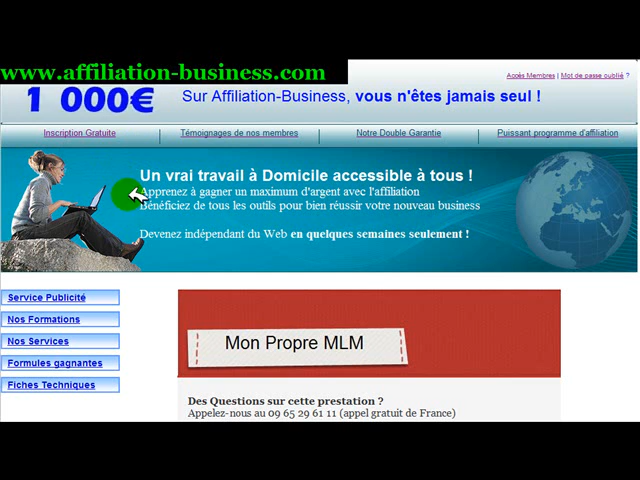 www.affiliation-business.com
Accès Membres | Mot de passe oublié ?
1 000€
Sur Affiliation-Business, vous n'êtes jamais seul !
Inscription Gratuite
Témoignages de nos membres
Notre Double Garantie
Puissant programme d'affiliation
Un vrai travail à Domicile accessible à tous !
Apprenez à gagner un maximum d'argent avec l'affiliation
Bénéficiez de tous les outils pour bien réussir votre nouveau business
Devenez indépendant du Web en quelques semaines seulement !
Service Publicité
Nos Formations
Nos Services
Formules gagnantes
Fiches Techniques
Mon Propre MLM
Des Questions sur cette prestation ?
Appelez-nous au 09 65 29 61 11 (appel gratuit de France)